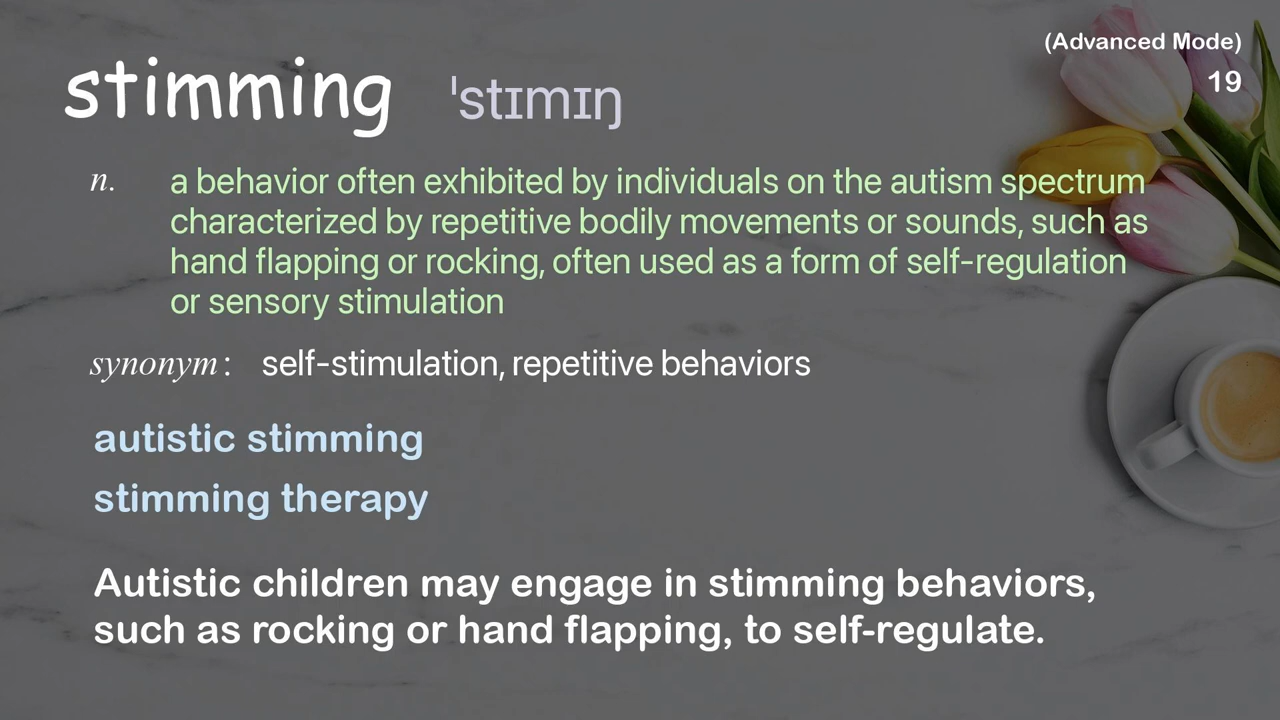 (Advanced Mode)
19
stimming ˈstɪmɪŋ
n. a behavior often exhibited by individuals on the autism spectrum
characterized by repetitive bodily movements or sounds, such as
hand flapping or rocking, often used as a form of self-regulation
or sensory stimulation
synonym: self-stimulation, repetitive behaviors
autistic stimming
stimming therapy
Autistic children may engage in stimming behaviors,
such as rocking or hand flapping, to self-regulate.